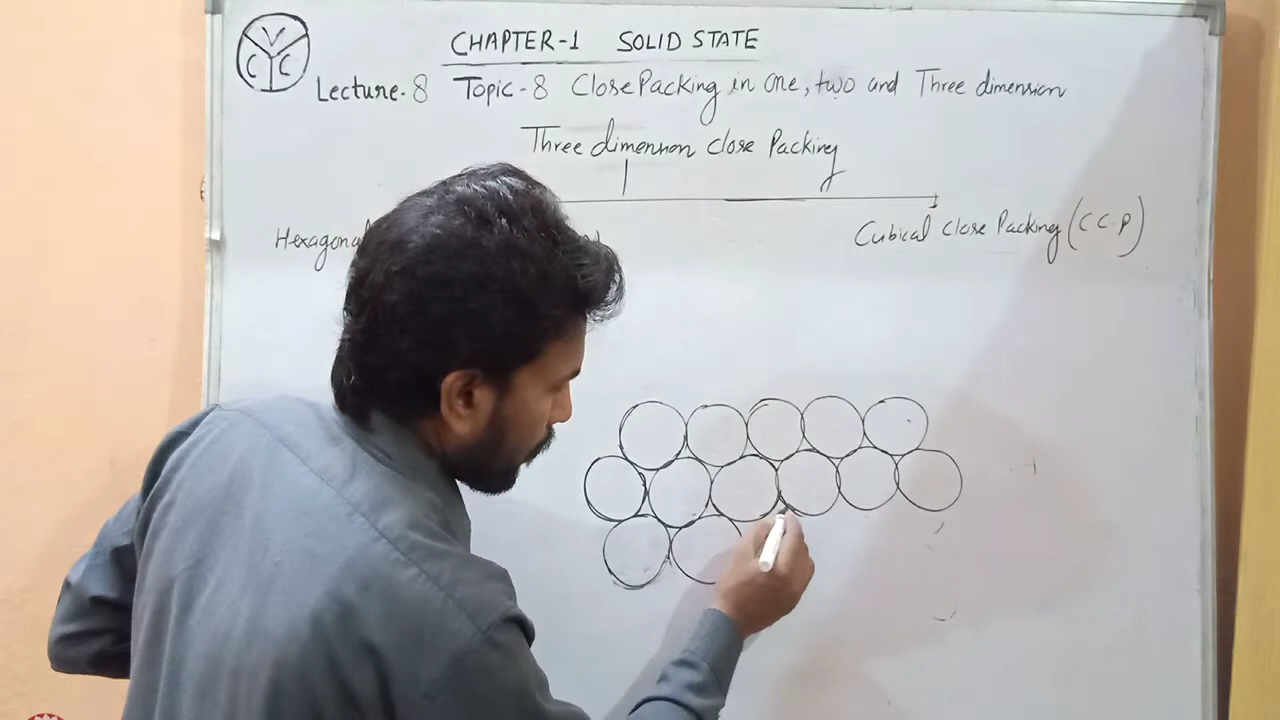 V
C C
CHAPTER-1 SOLID STATE
Lecture-8 Topic-8 Close Packing in one, two and Three dimension
Three dimension close Packing
Hexagonal
Cubical close Packing (C.C.P)